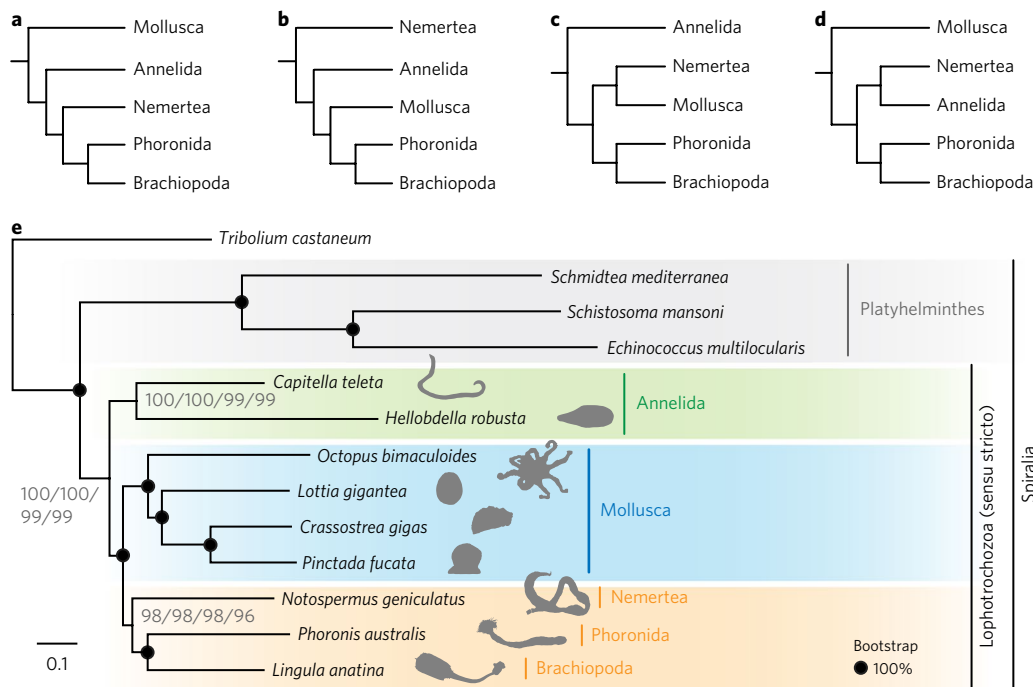 a
Mollusca
Annelida
Nemertea
Phoronida
Brachiopoda
b
Nemertea
Annelida
Mollusca
Phoronida
Brachiopoda
c
Annelida
Nemertea
Mollusca
Phoronida
Brachiopoda
d
Mollusca
Nemertea
Annelida
Phoronida
Brachiopoda
e
Tribolium castaneum
Schmidtea mediterranea
Schistosoma mansoni
Platyhelminthes
Echinococcus multilocularis
Capitella teleta
100/100/99/99
Annelida
Hellobdella robusta
Octopus bimaculoides
100/100/
99/99
Lottia gigantea
Mollusca
Crassostrea gigas
Pinctada fucata
Notospermus geniculatus
Nemertea
98/98/98/96
Phoronis australis
Phoronida
Lingula anatina
Brachiopoda
0.1
Bootstrap
100%
Lophotrochozoa (sensu stricto)
Spiralia